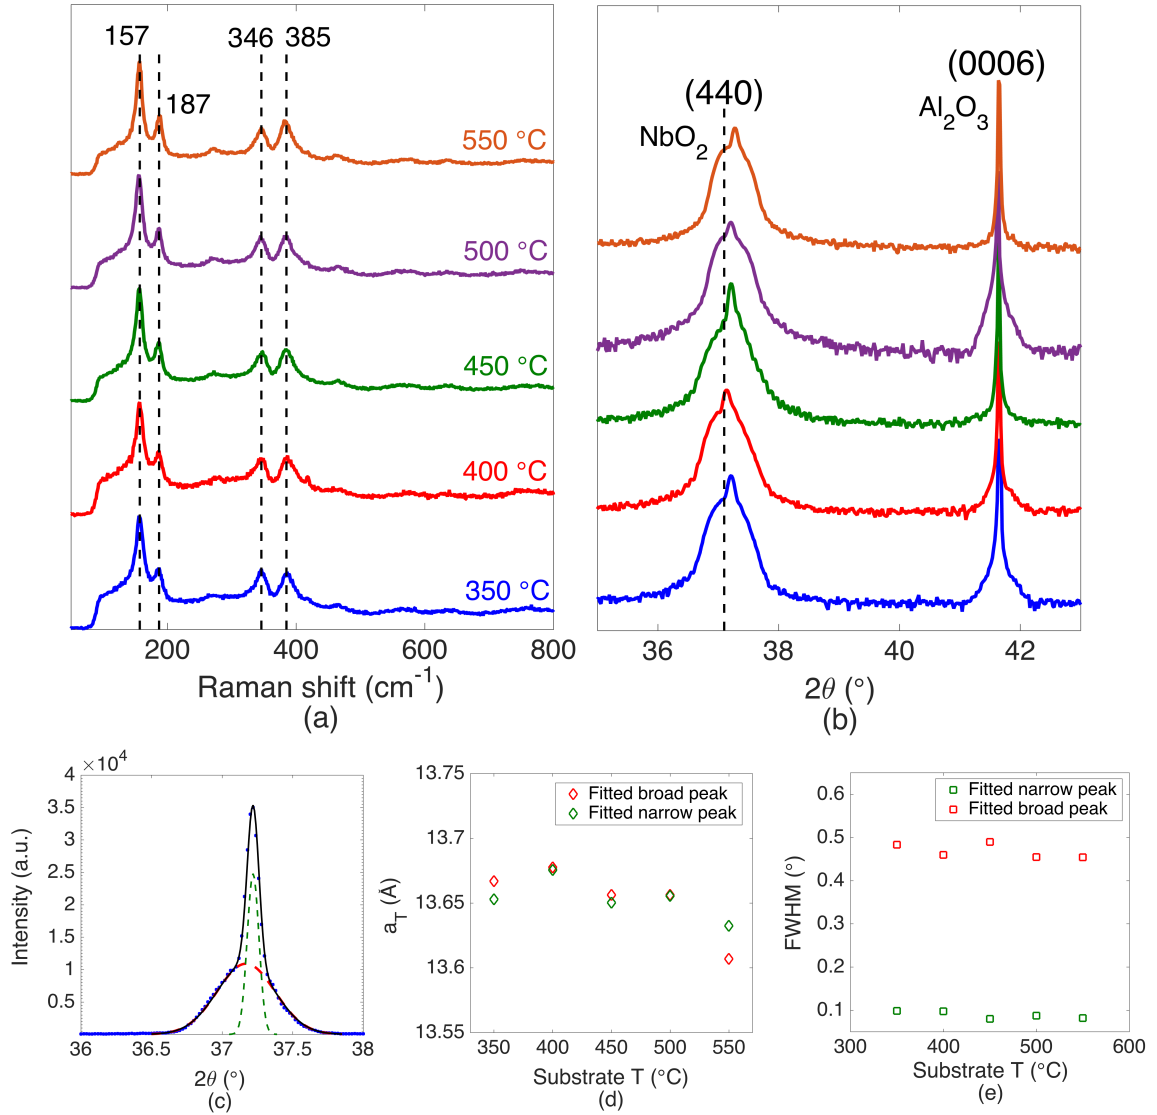 157
346
385
187
550 °C
500 °C
450 °C
400 °C
350 °C
200
400
600
800
Raman shift (cm-1)
(a)
(0006)
(440)
Al2O3
NbO2
36
38
40
42
2θ (°)
(b)
×10⁴
4
3.5
3
2.5
2
1.5
1
0.5
Intensity (a.u.)
36
36.5
37
37.5
38
2θ (°)
(c)
13.75
13.7
13.65
13.6
13.55
aT (Å)
Fitted broad peak
Fitted narrow peak
350
400
450
500
550
Substrate T (°C)
(d)
0.6
0.5
0.4
0.3
0.2
0.1
FWHM (°)
Fitted narrow peak
Fitted broad peak
300
400
500
600
Substrate T (°C)
(e)